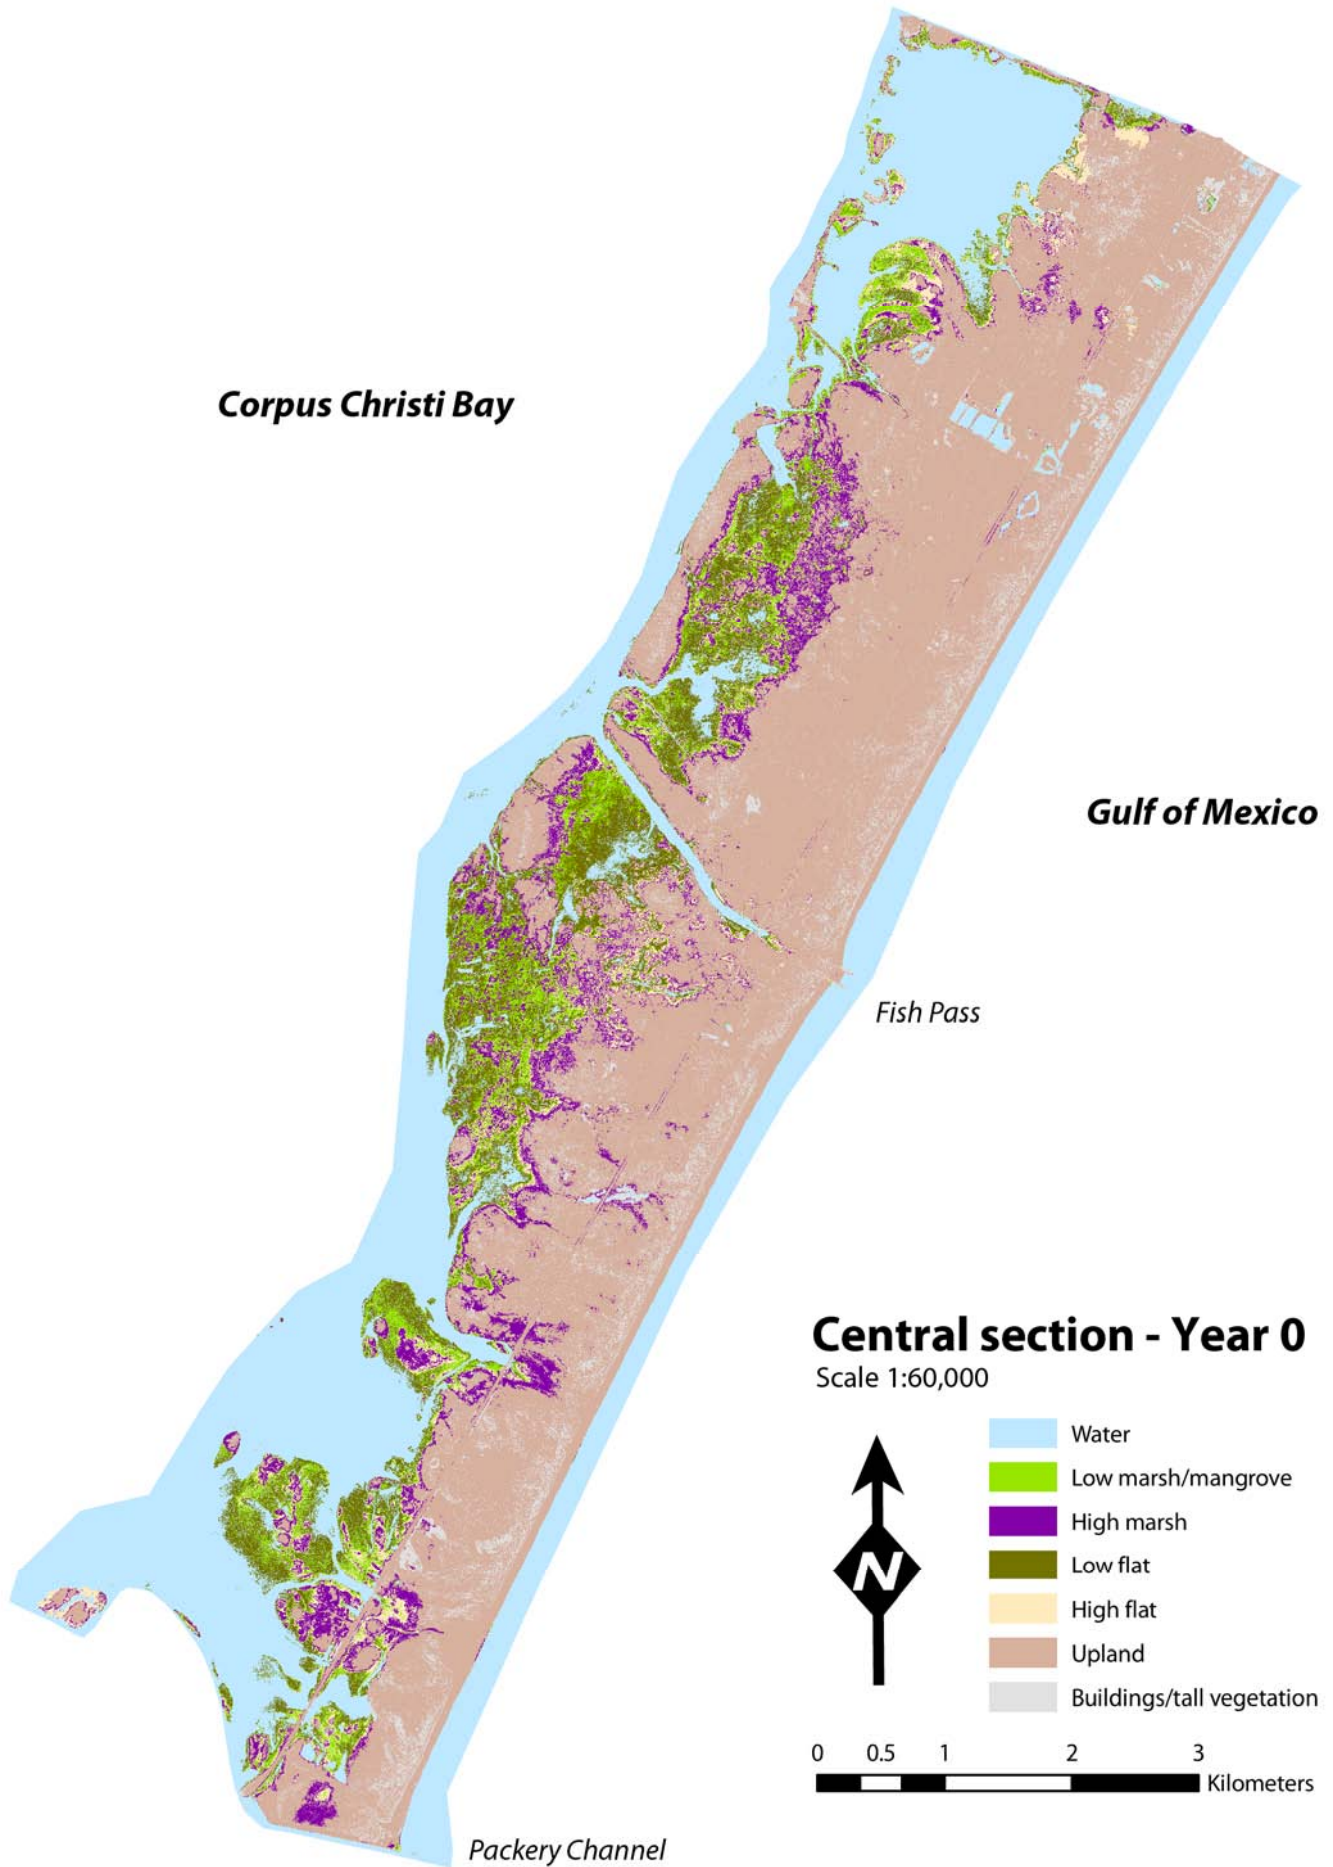 Corpus Christi Bay
Gulf of Mexico
Fish Pass
Central section - Year 0
Scale 1:60,000
N
Water
Low marsh/mangrove
High marsh
Low flat
High flat
Upland
Buildings/tall vegetation
0 0.5 1 2 3
Kilometers
Packery Channel